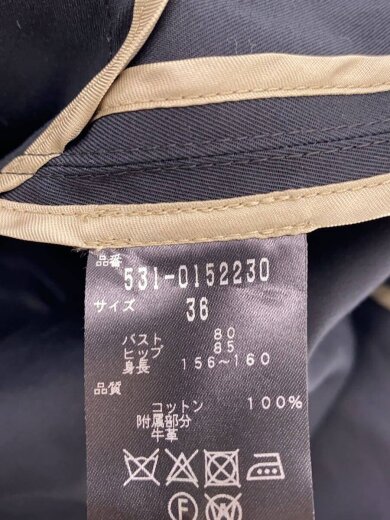 品番
531-0152230
サイズ 36
バスト 80
ヒップ 85
身長 156~160
品質
コットン 100%
附属部分
牛革
F W